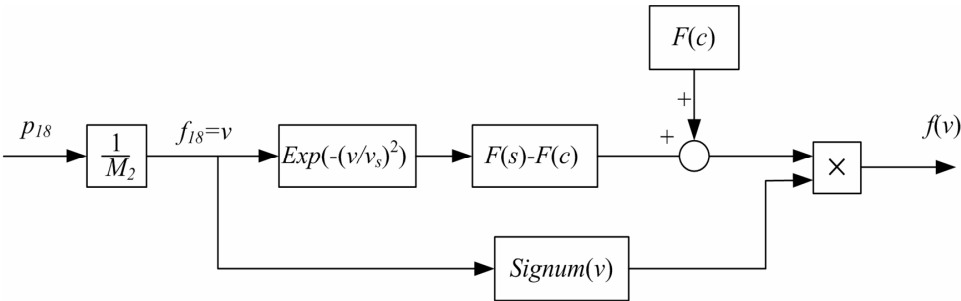 F(c)
+
p₁₈
1
M₂
f₁₈=v
Exp(-(v/vₛ)²)
F(s)-F(c)
+
×
f(v)
Signum(v)